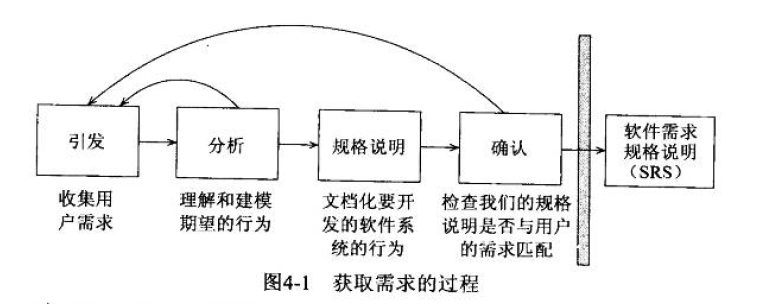 引发
分析
规格说明
确认
软件需求
规格说明
（SRS）
收集用
户需求
理解和建模
期望的行为
文档化要开
发的软件系
统的行为
检查我们的规格
说明是否与用户
的需求匹配
图4-1 获取需求的过程